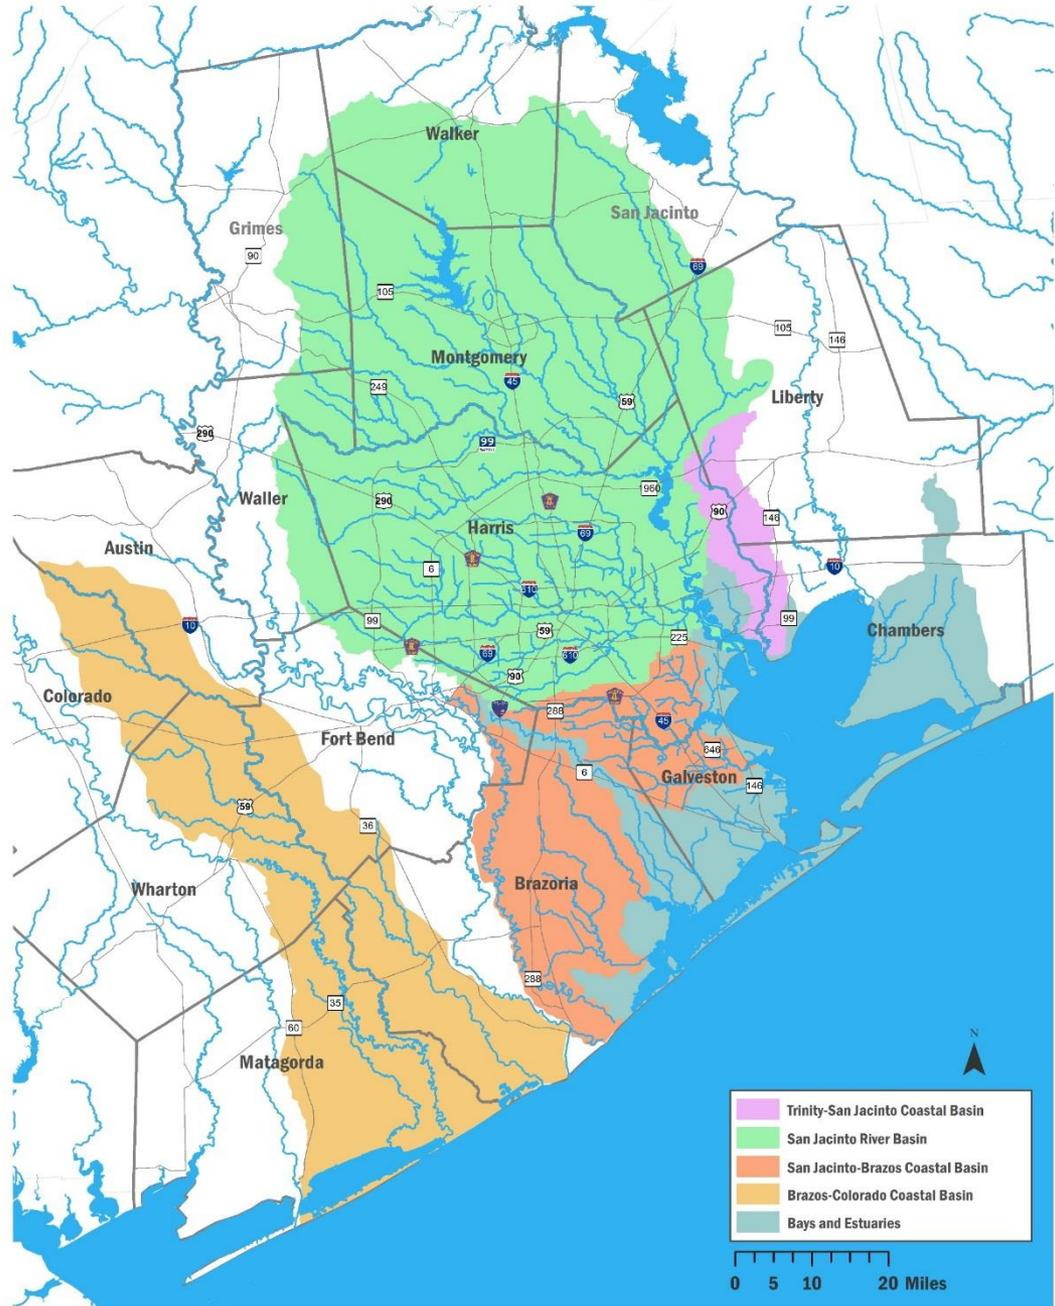 Walker
San Jacinto
Grimes
90
69
105
105
146
Montgomery
45
249
59
Liberty
290
99
1960
Waller
290
Harris
90
146
69
Austin
6
10
610
10
99
99
59
Chambers
225
69
610
90
Colorado
288
45
Fort Bend
646
6
Galveston
146
59
36
Brazoria
Wharton
288
35
60
Matagorda
N
Trinity-San Jacinto Coastal Basin
San Jacinto River Basin
San Jacinto-Brazos Coastal Basin
Brazos-Colorado Coastal Basin
Bays and Estuaries
0 5 10 20 Miles